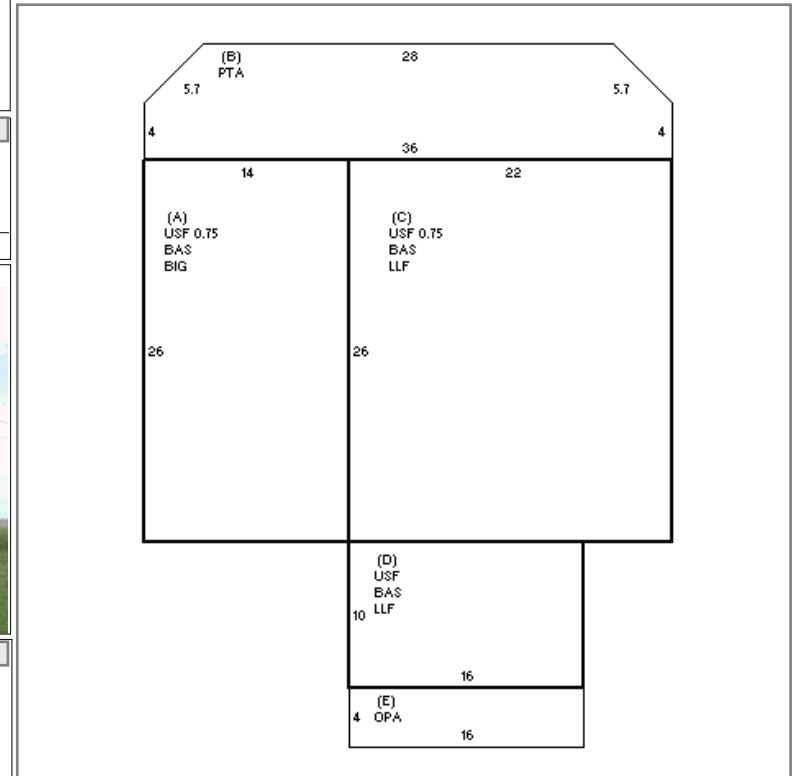 (B)
PTA
28
5.7
5.7
4
4
36
14
22
(A)
USF 0.75
BAS
BIG
(C)
USF 0.75
BAS
LLF
26
26
(D)
USF
BAS
LLF
10
16
(E)
OPA
4
16